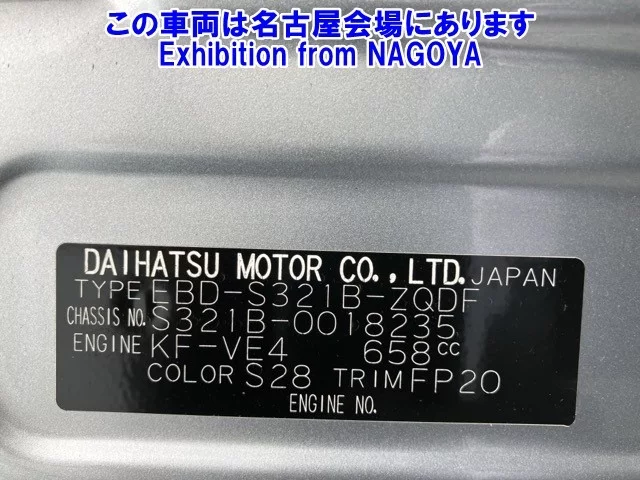 この車両は名古屋会場にあります
Exhibition from NAGOYA
DAIHATSU MOTOR CO.,LTD. JAPAN
TYPE EBD-S321B-ZQDF
CHASSIS NO. S321B-0018235
ENGINE KF-VE4 658cc
COLOR S28 TRIM FP20
ENGINE NO.